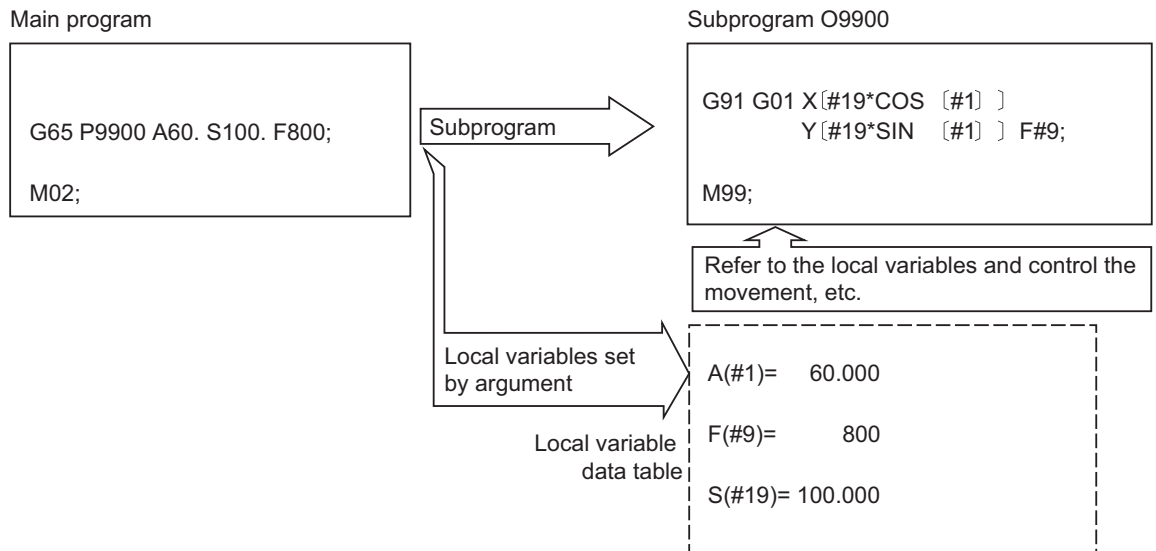 Main program
G65 P9900 A60. S100. F800;
M02;
Subprogram
Subprogram O9900
G91 G01 X〔#19*COS 〔#1〕 〕
Y〔#19*SIN 〔#1〕 〕 F#9;
M99;
Refer to the local variables and control the
movement, etc.
Local variables set
by argument
Local variable
data table
A(#1)= 60.000
F(#9)= 800
S(#19)= 100.000